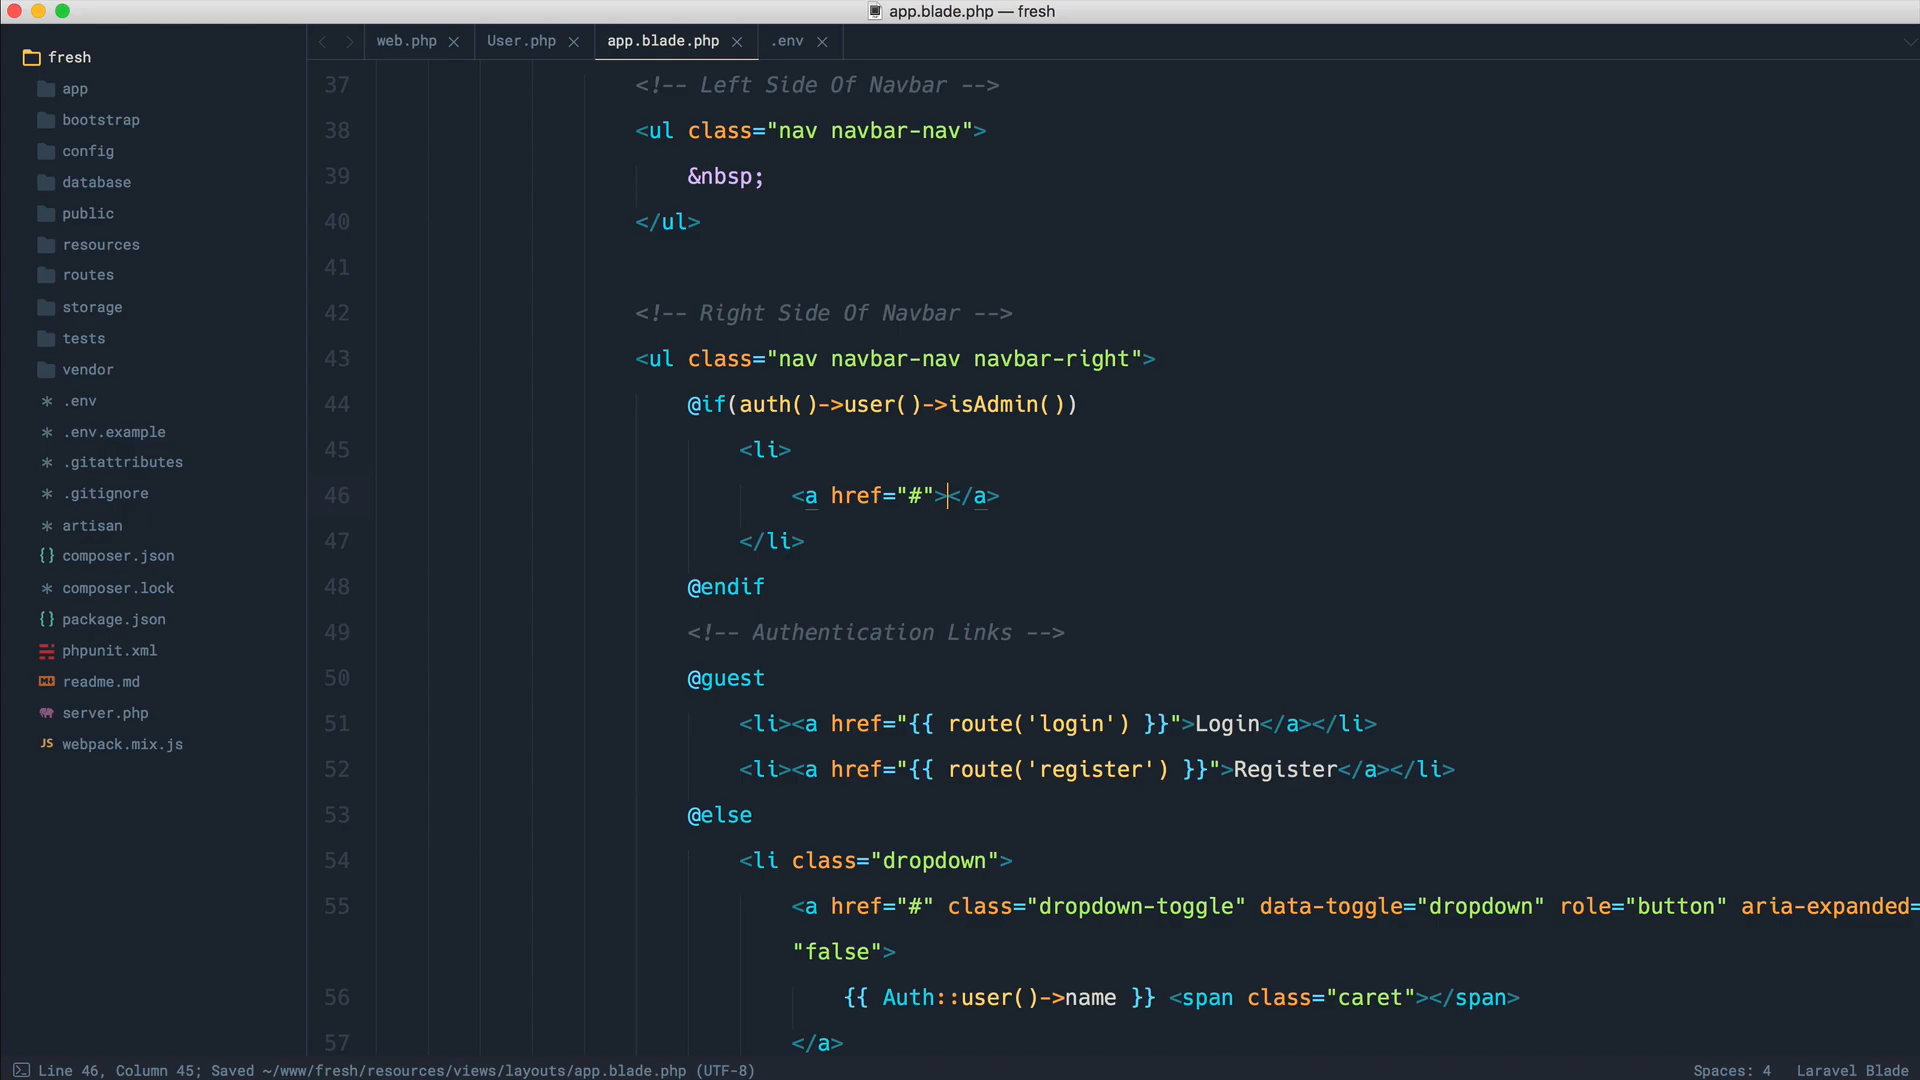 app.blade.php — fresh
fresh
app
bootstrap
config
database
public
resources
routes
storage
tests
vendor
.env
.env.example
.gitattributes
.gitignore
artisan
composer.json
composer.lock
package.json
phpunit.xml
readme.md
server.php
JS webpack.mix.js
web.php User.php app.blade.php .env
37 <!-- Left Side Of Navbar -->
38 <ul class="nav navbar-nav">
39 &nbsp;
40 </ul>
41
42 <!-- Right Side Of Navbar -->
43 <ul class="nav navbar-nav navbar-right">
44 @if(auth()->user()->isAdmin())
45 <li>
46 <a href="#"></a>
47 </li>
48 @endif
49 <!-- Authentication Links -->
50 @guest
51 <li><a href="{{ route('login') }}">Login</a></li>
52 <li><a href="{{ route('register') }}">Register</a></li>
53 @else
54 <li class="dropdown">
55 <a href="#" class="dropdown-toggle" data-toggle="dropdown" role="button" aria-expanded=
"false">
56 {{ Auth::user()->name }} <span class="caret"></span>
57 </a>
Line 46, Column 45; Saved ~/www/fresh/resources/views/layouts/app.blade.php (UTF-8) Spaces: 4 Laravel Blade